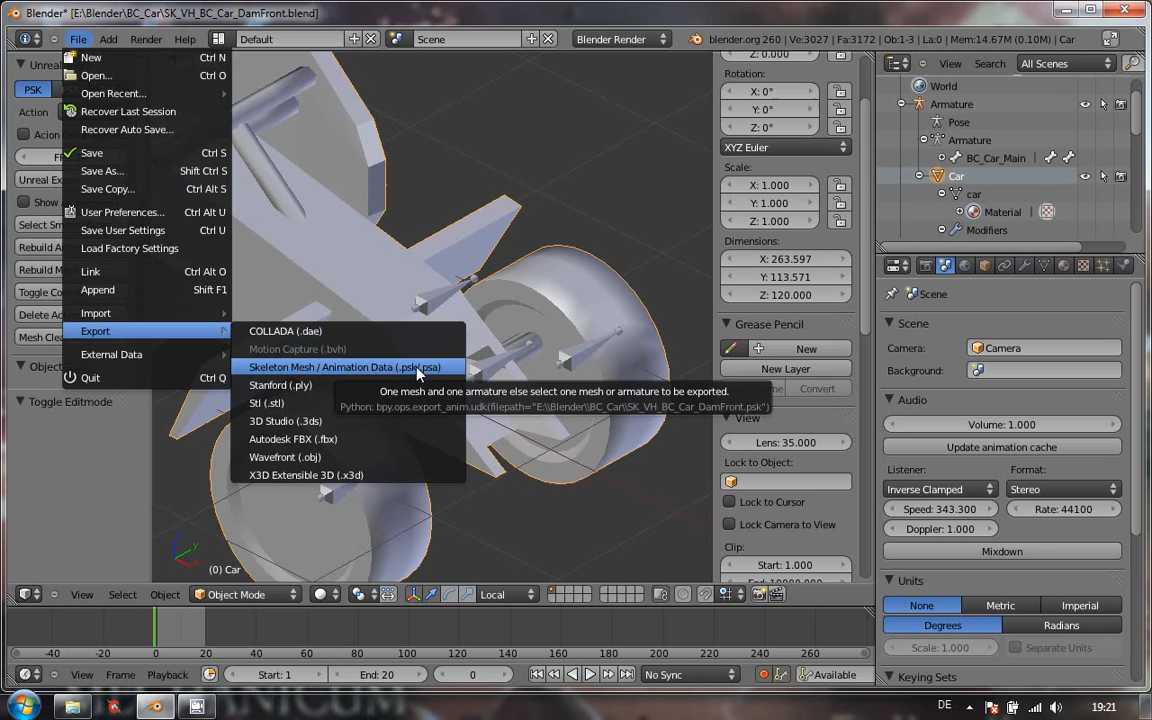 Blender* [E:\Blender\BC_Car\SK_VH_BC_Car_DamFront.blend]
File Add Render Help Default Scene Blender Render blender.org 260 | Ve:3027 | Fa:3172 | Ob:1-3 | La:0 | Mem:14.67M (0.10M) | Car
New Ctrl N
Open... Ctrl O
Open Recent...
Recover Last Session
Recover Auto Save...
Save Ctrl S
Save As... Shift Ctrl S
Save Copy... Ctrl Alt S
User Preferences... Ctrl Alt U
Save User Settings Ctrl U
Load Factory Settings
Link Ctrl Alt O
Append Shift F1
Import
Export
External Data
Quit Ctrl Q
Unreal
PSK
Action
Acion
Unreal Exp
Show
Select Sm
Rebuild A
Rebuild M
Toggle Co
Delete Ac
Mesh Clea
Object
Toggle Editmode
COLLADA (.dae)
Motion Capture (.bvh)
Skeleton Mesh / Animation Data (.psk/.psa)
Stanford (.ply)
Stl (.stl)
3D Studio (.3ds)
Autodesk FBX (.fbx)
Wavefront (.obj)
X3D Extensible 3D (.x3d)
One mesh and one armature else select one mesh or armature to be exported.
Python: bpy.ops.export_anim.udk(filepath="E:\\Blender\\BC_Car\\SK_VH_BC_Car_DamFront.psk")
(0) Car
Z: 0.000
Rotation:
X: 0°
Y: 0°
Z: 0°
XYZ Euler
Scale:
X: 1.000
Y: 1.000
Z: 1.000
Dimensions:
X: 263.597
Y: 113.571
Z: 120.000
Grease Pencil
New
New Layer
Convert
View
Lens: 35.000
Lock to Object:
Lock to Cursor
Lock Camera to View
Clip:
Start: 1.000
End: 10000.000
View Search All Scenes
World
Armature
Pose
Armature
BC_Car_Main
Car
car
Material
Modifiers
Scene
Scene
Camera: Camera
Background:
Audio
Volume: 1.000
Update animation cache
Listener: Format:
Inverse Clamped Stereo
Speed: 343.300 Rate: 44100
Doppler: 1.000
Mixdown
Units
None Metric Imperial
Degrees Radians
Scale: 1.000 Separate Units
Keying Sets
View Select Object Object Mode Local
-40 -20 0 20 40 60 80 100 120 140 160 180 200 220 240 260
View Frame Playback Start: 1 End: 20 0 No Sync Available
DE 19:21